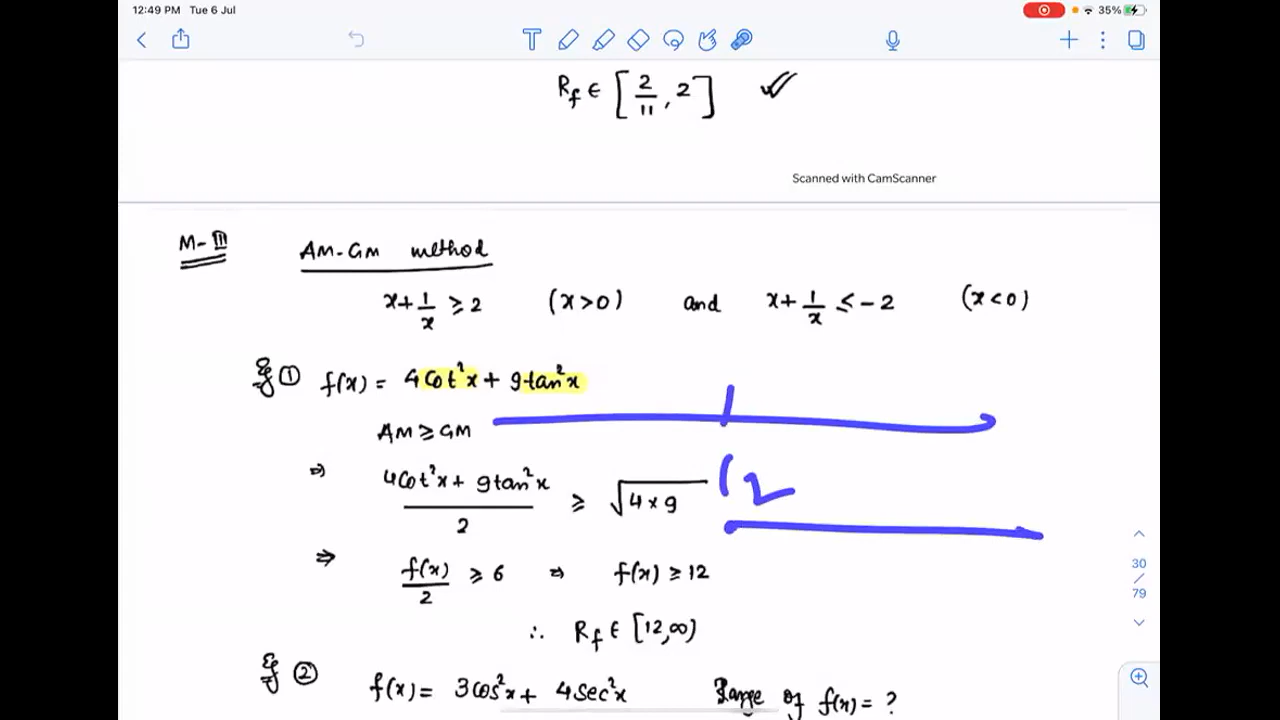 12:49 PM Tue 6 Jul 35%
R_f ∈ [2/11, 2]
Scanned with CamScanner
M-III AM-GM method
x + 1/x ≥ 2 (x>0) and x + 1/x ≤ -2 (x<0)
Eg ① f(x) = 4cot²x + 9tan²x
AM ≥ GM
⇒ (4cot²x + 9tan²x)/2 ≥ √(4×9) (2
⇒ f(x)/2 ≥ 6 ⇒ f(x) ≥ 12
30
/
79
∴ R_f ∈ [12,∞)
Eg ② f(x) = 3cos²x + 4sec²x Range of f(x) = ?